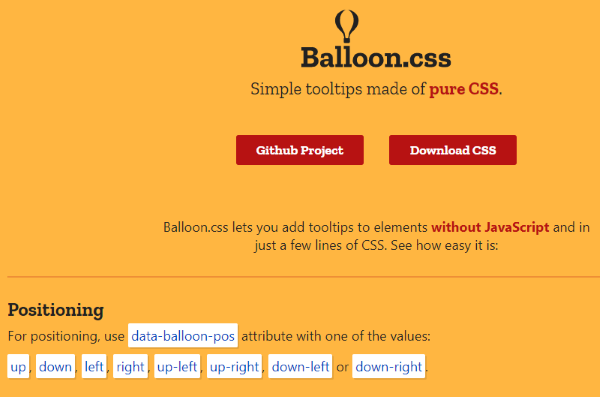 Balloon.css
Simple tooltips made of pure CSS.
Github Project Download CSS
Balloon.css lets you add tooltips to elements without JavaScript and in
just a few lines of CSS. See how easy it is:
Positioning
For positioning, use data-balloon-pos attribute with one of the values:
up, down, left, right, up-left, up-right, down-left or down-right.